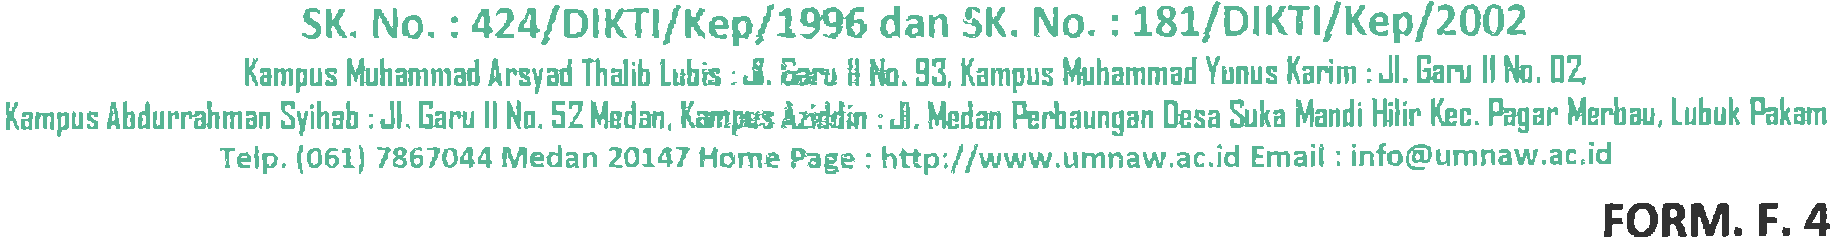 SK. No. : 424/DIKTI/Kep/1996 dan SK. No. : 181/DIKTI/Kep/2002
Kampus Muhammad Arsyad Thalib Lubis : Jl. Garu II No. 93, Kampus Muhammad Yunus Karim : Jl. Garu II No. 02,
Kampus Abdurrahman Syihab : Jl. Garu II No. 52 Medan, Kampus Aziddin : Jl. Medan Perbaungan Desa Suka Mandi Hilir Kec. Pagar Merbau, Lubuk Pakam
Telp. (061) 7867044 Medan 20147 Home Page : http://www.umnaw.ac.id Email : info@umnaw.ac.id
FORM. F. 4